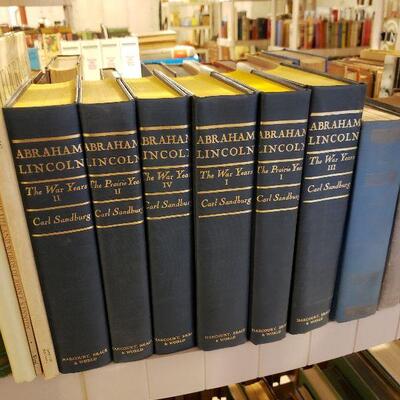 ABRAHAM
LINCOLN
The War Years
II
Carl Sandburg
HARCOURT, BRACE
& WORLD
ABRAHAM
LINCOLN
The Prairie Years
II
Carl Sandburg
HARCOURT, BRACE
& WORLD
ABRAHAM
LINCOLN
The War Years
IV
Carl Sandburg
HARCOURT, BRACE
& WORLD
ABRAHAM
LINCOLN
The War Years
I
Carl Sandburg
HARCOURT, BRACE
& WORLD
ABRAHAM
LINCOLN
The Prairie Years
I
Carl Sandburg
HARCOURT, BRACE
& WORLD
ABRAHAM
LINCOLN
The War Years
III
Carl Sandburg
HARCOURT, BRACE
& WORLD